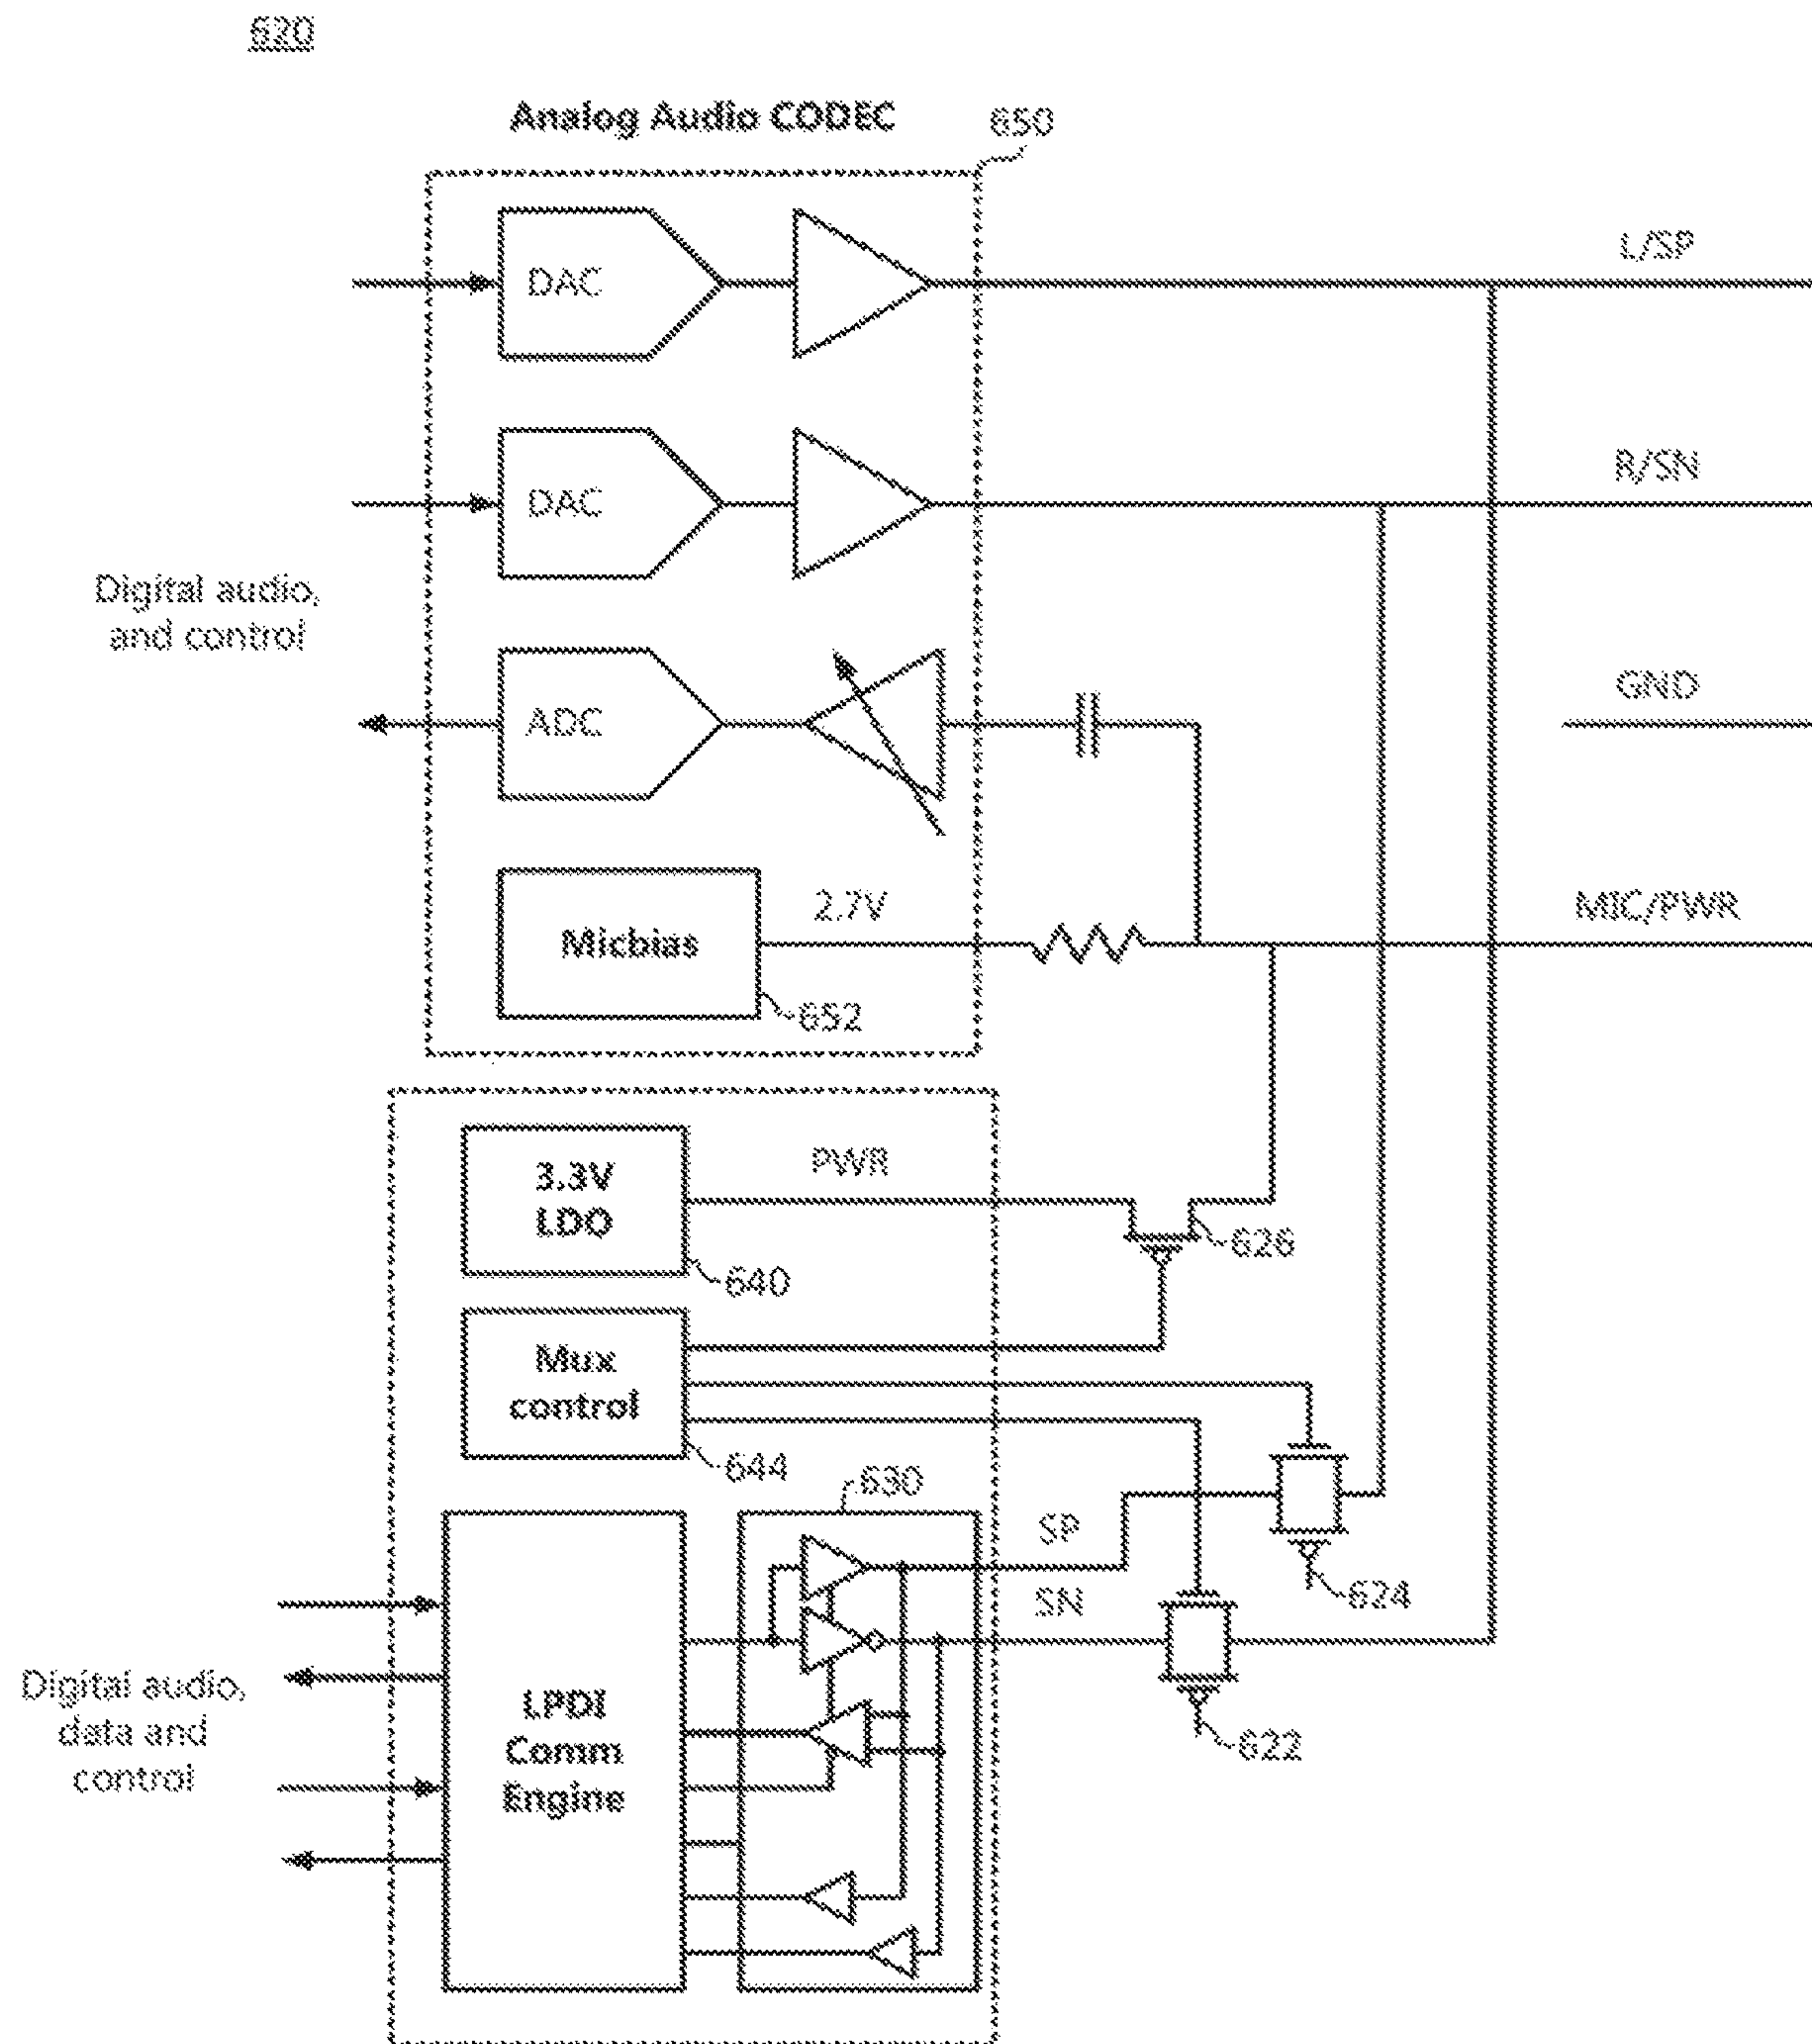 620
Analog Audio CODEC
650
L/SP
DAC
R/SN
DAC
Digital audio,
and control
GND
ADC
MIC/PWR
2.7V
Micbias
652
PWR
3.3V
LDO
626
640
Mux
control
644
630
SP
624
SN
LPDI
Comm
Engine
Digital audio,
data and
control
622